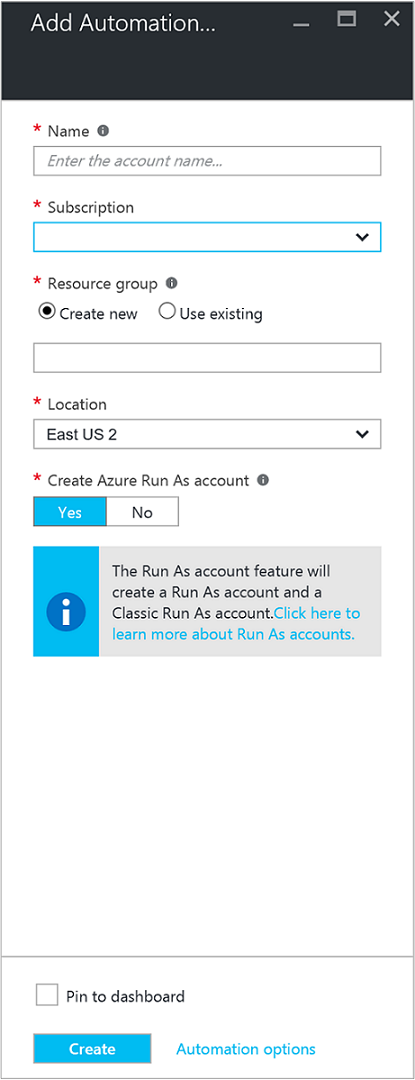 Add Automation...
* Name
Enter the account name...
* Subscription
* Resource group
Create new Use existing
* Location
East US 2
* Create Azure Run As account
Yes No
The Run As account feature will
create a Run As account and a
Classic Run As account.Click here to
learn more about Run As accounts.
Pin to dashboard
Create Automation options